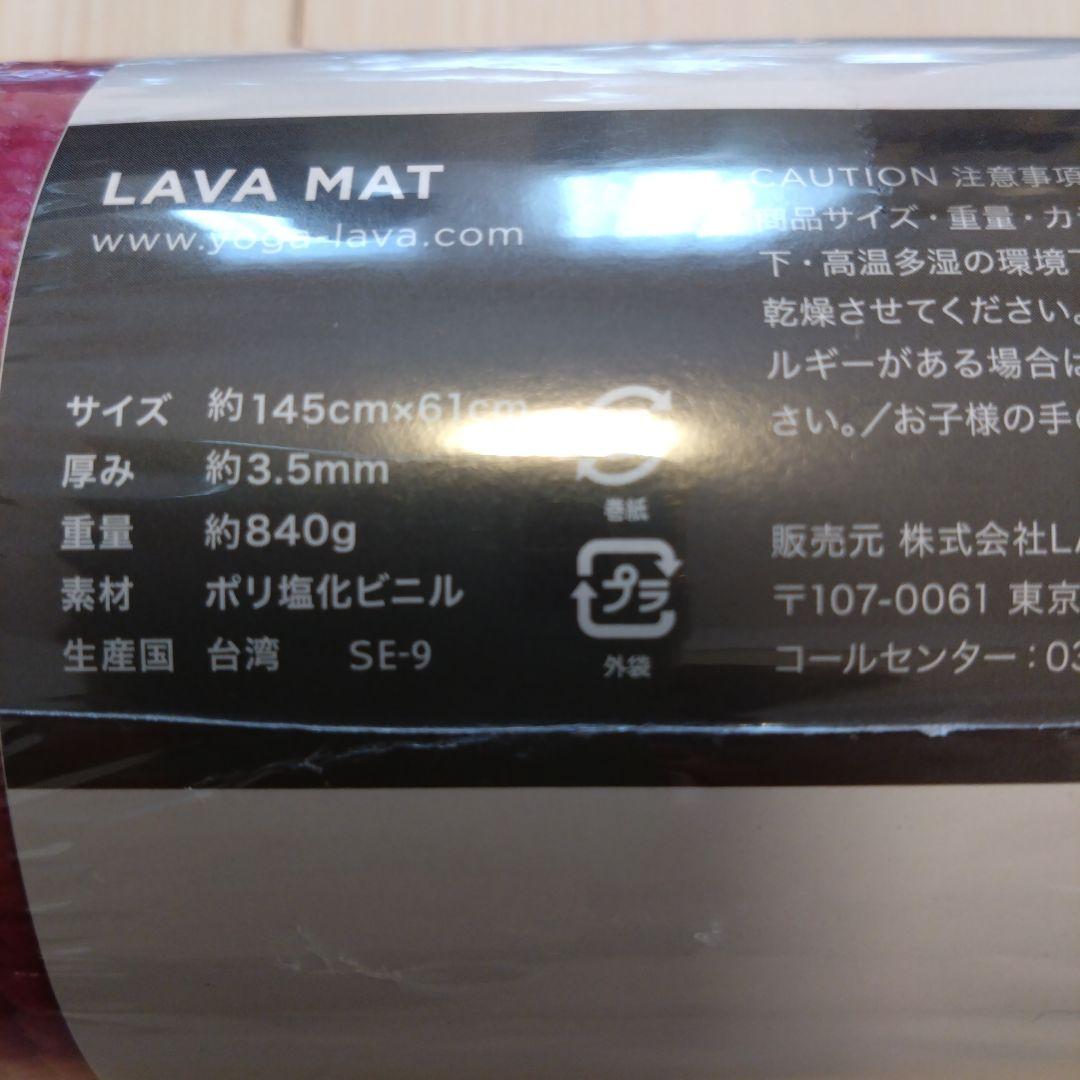 LAVA MAT
www.yoga-lava.com
サイズ 約145cm×61cm
厚み 約3.5mm
重量 約840g
素材 ポリ塩化ビニル
生産国 台湾 SE-9
巻紙
プラ
外袋
CAUTION 注意事項
商品サイズ・重量・カ
下・高温多湿の環境下
乾燥させてください。
ルギーがある場合は
さい。／お子様の手の
販売元 株式会社LA
〒107-0061 東京
コールセンター：03